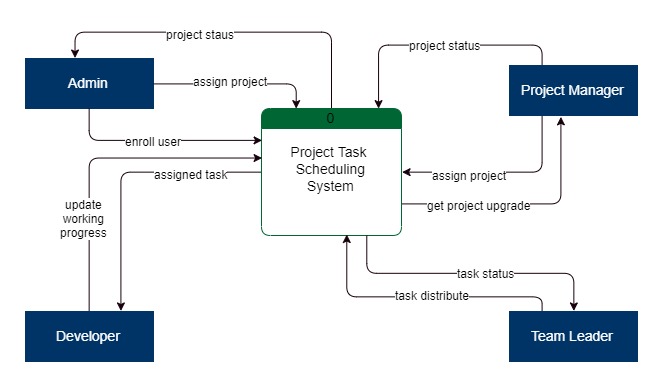 project staus
project status
Admin
assign project
Project Manager
0
enroll user
Project Task
Scheduling
System
assigned task
assign project
update
working
progress
get project upgrade
task status
task distribute
Developer
Team Leader